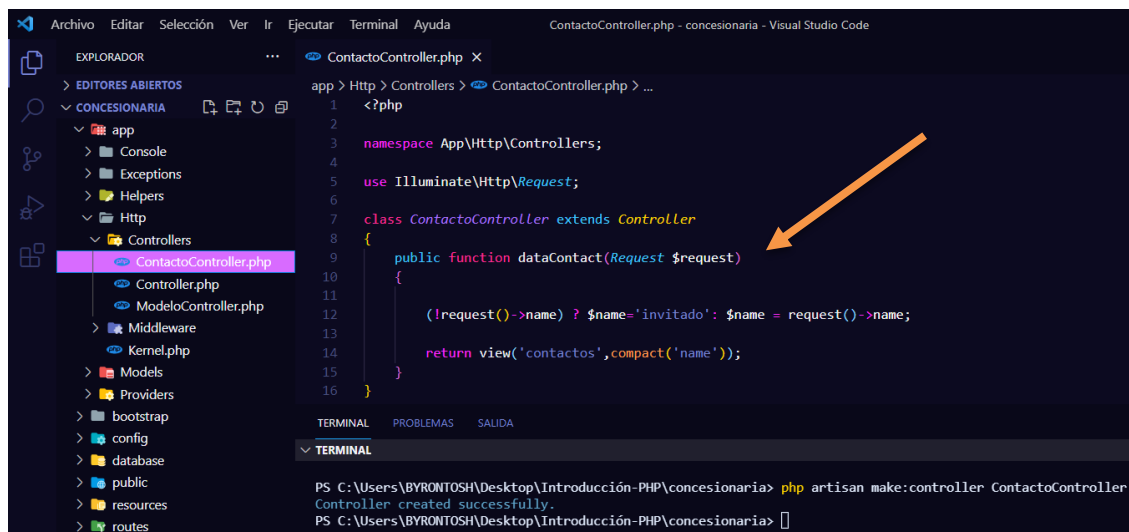 Archivo Editar Selección Ver Ir Ejecutar Terminal Ayuda ContactoController.php - concesionaria - Visual Studio Code
EXPLORADOR ...
EDITORES ABIERTOS
CONCESIONARIA
app
Console
Exceptions
Helpers
Http
Controllers
ContactoController.php
Controller.php
ModeloController.php
Middleware
Kernel.php
Models
Providers
bootstrap
config
database
public
resources
routes
php ContactoController.php ×
app > Http > Controllers > php ContactoController.php > ...
1 <?php
2
3 namespace App\Http\Controllers;
4
5 use Illuminate\Http\Request;
6
7 class ContactoController extends Controller
8 {
9 public function dataContact(Request $request)
10 {
11
12 (!request()->name) ? $name='invitado': $name = request()->name;
13
14 return view('contactos',compact('name'));
15 }
16 }
TERMINAL PROBLEMAS SALIDA
TERMINAL
PS C:\Users\BYRONTOSH\Desktop\Introducción-PHP\concesionaria> php artisan make:controller ContactoController
Controller created successfully.
PS C:\Users\BYRONTOSH\Desktop\Introducción-PHP\concesionaria>